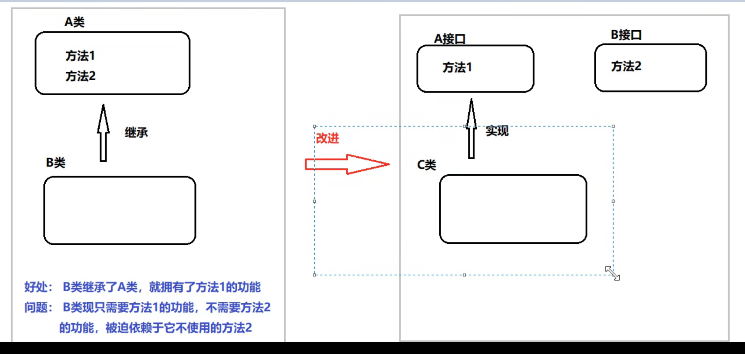 A类
方法1
方法2
继承
B类
好处： B类继承了A类，就拥有了方法1的功能
问题： B类现只需要方法1的功能，不需要方法2
的功能，被迫依赖于它不使用的方法2
改进
A接口
方法1
B接口
方法2
实现
C类